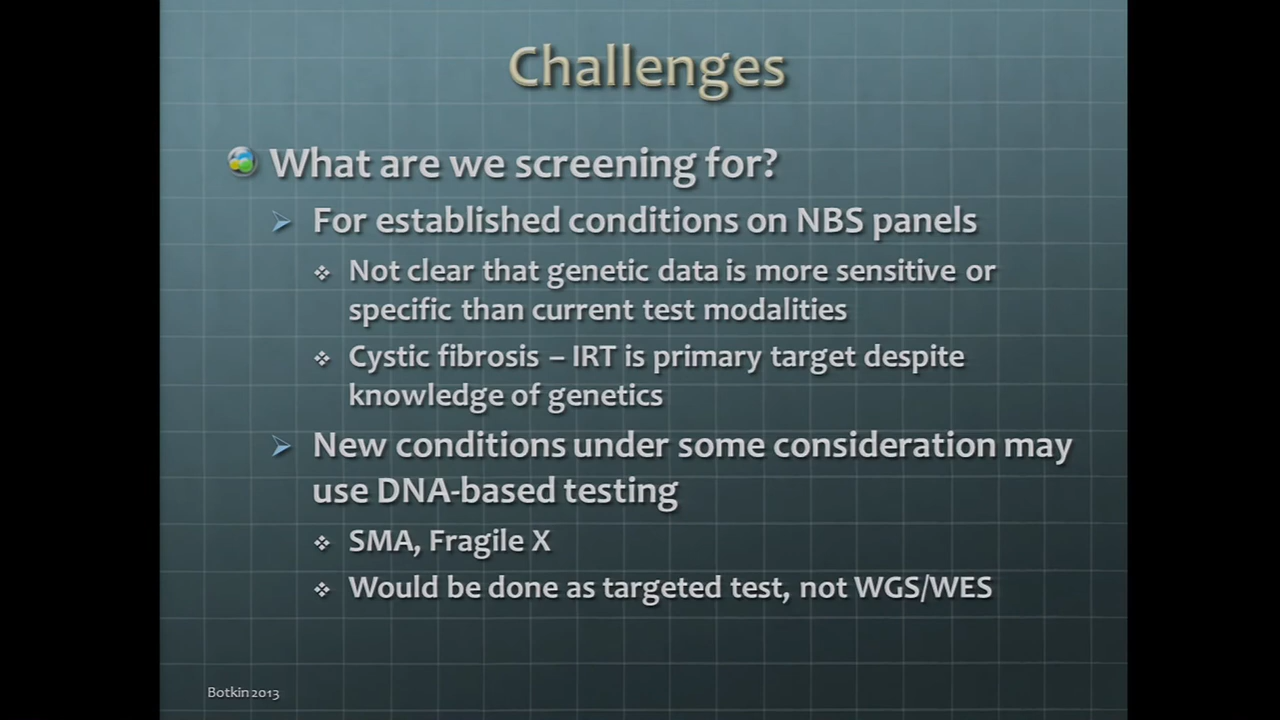 Challenges
What are we screening for?
For established conditions on NBS panels
Not clear that genetic data is more sensitive or
specific than current test modalities
Cystic fibrosis – IRT is primary target despite
knowledge of genetics
New conditions under some consideration may
use DNA-based testing
SMA, Fragile X
Would be done as targeted test, not WGS/WES
Botkin 2013